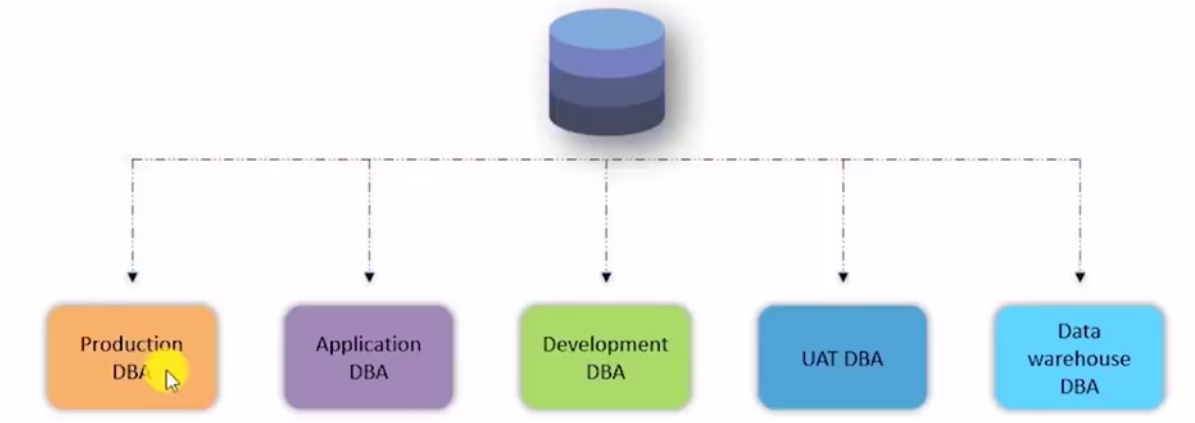 Production
DBA
Application
DBA
Development
DBA
UAT DBA
Data
warehouse
DBA